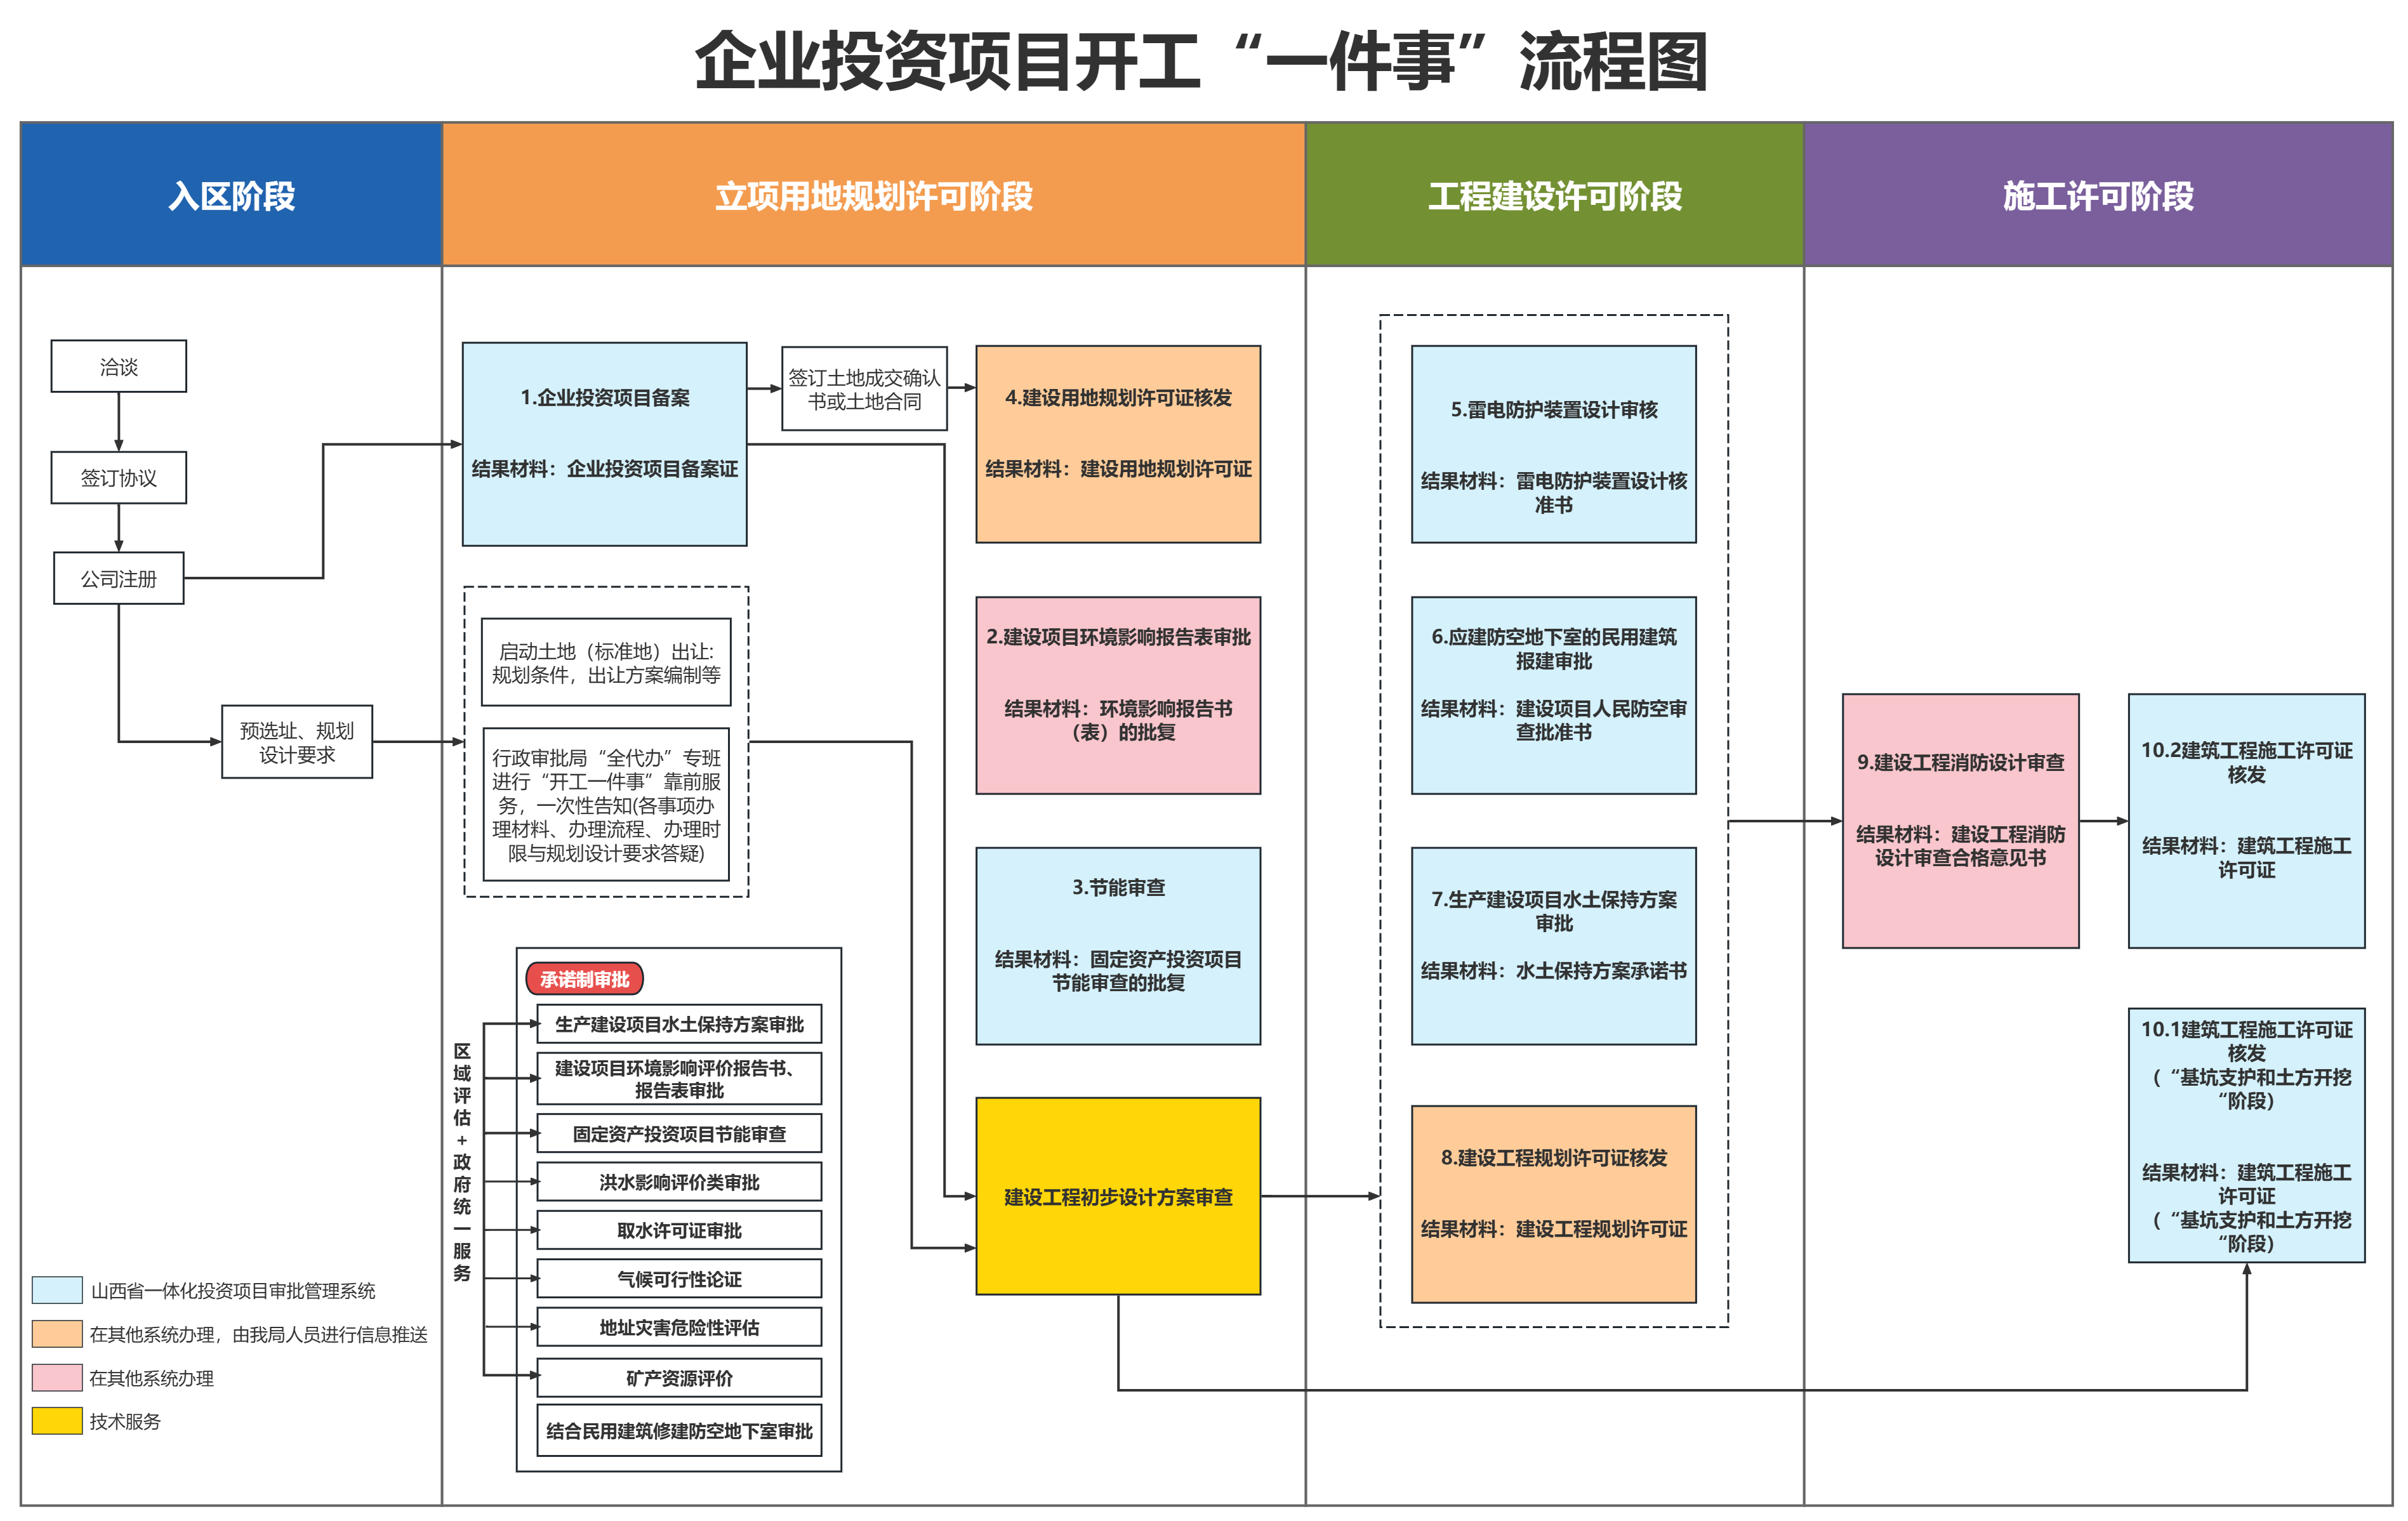 企业投资项目开工“一件事”流程图
入区阶段
立项用地规划许可阶段
工程建设许可阶段
施工许可阶段
洽谈
签订协议
公司注册
预选址、规划
设计要求
1.企业投资项目备案
结果材料：企业投资项目备案证
签订土地成交确认
书或土地合同
4.建设用地规划许可证核发
结果材料：建设用地规划许可证
启动土地（标准地）出让:
规划条件，出让方案编制等
行政审批局“全代办”专班
进行“开工一件事”靠前服
务，一次性告知(各事项办
理材料、办理流程、办理时
限与规划设计要求答疑)
2.建设项目环境影响报告表审批
结果材料：环境影响报告书
（表）的批复
3.节能审查
结果材料：固定资产投资项目
节能审查的批复
建设工程初步设计方案审查
区域评估+政府统一服务
承诺制审批
生产建设项目水土保持方案审批
建设项目环境影响评价报告书、
报告表审批
固定资产投资项目节能审查
洪水影响评价类审批
取水许可证审批
气候可行性论证
地址灾害危险性评估
矿产资源评价
结合民用建筑修建防空地下室审批
5.雷电防护装置设计审核
结果材料：雷电防护装置设计核
准书
6.应建防空地下室的民用建筑
报建审批
结果材料：建设项目人民防空审
查批准书
7.生产建设项目水土保持方案
审批
结果材料：水土保持方案承诺书
8.建设工程规划许可证核发
结果材料：建设工程规划许可证
9.建设工程消防设计审查
结果材料：建设工程消防
设计审查合格意见书
10.2建筑工程施工许可证
核发
结果材料：建筑工程施工
许可证
10.1建筑工程施工许可证
核发
（“基坑支护和土方开挖
“阶段）
结果材料：建筑工程施工
许可证
（“基坑支护和土方开挖
“阶段）
山西省一体化投资项目审批管理系统
在其他系统办理，由我局人员进行信息推送
在其他系统办理
技术服务